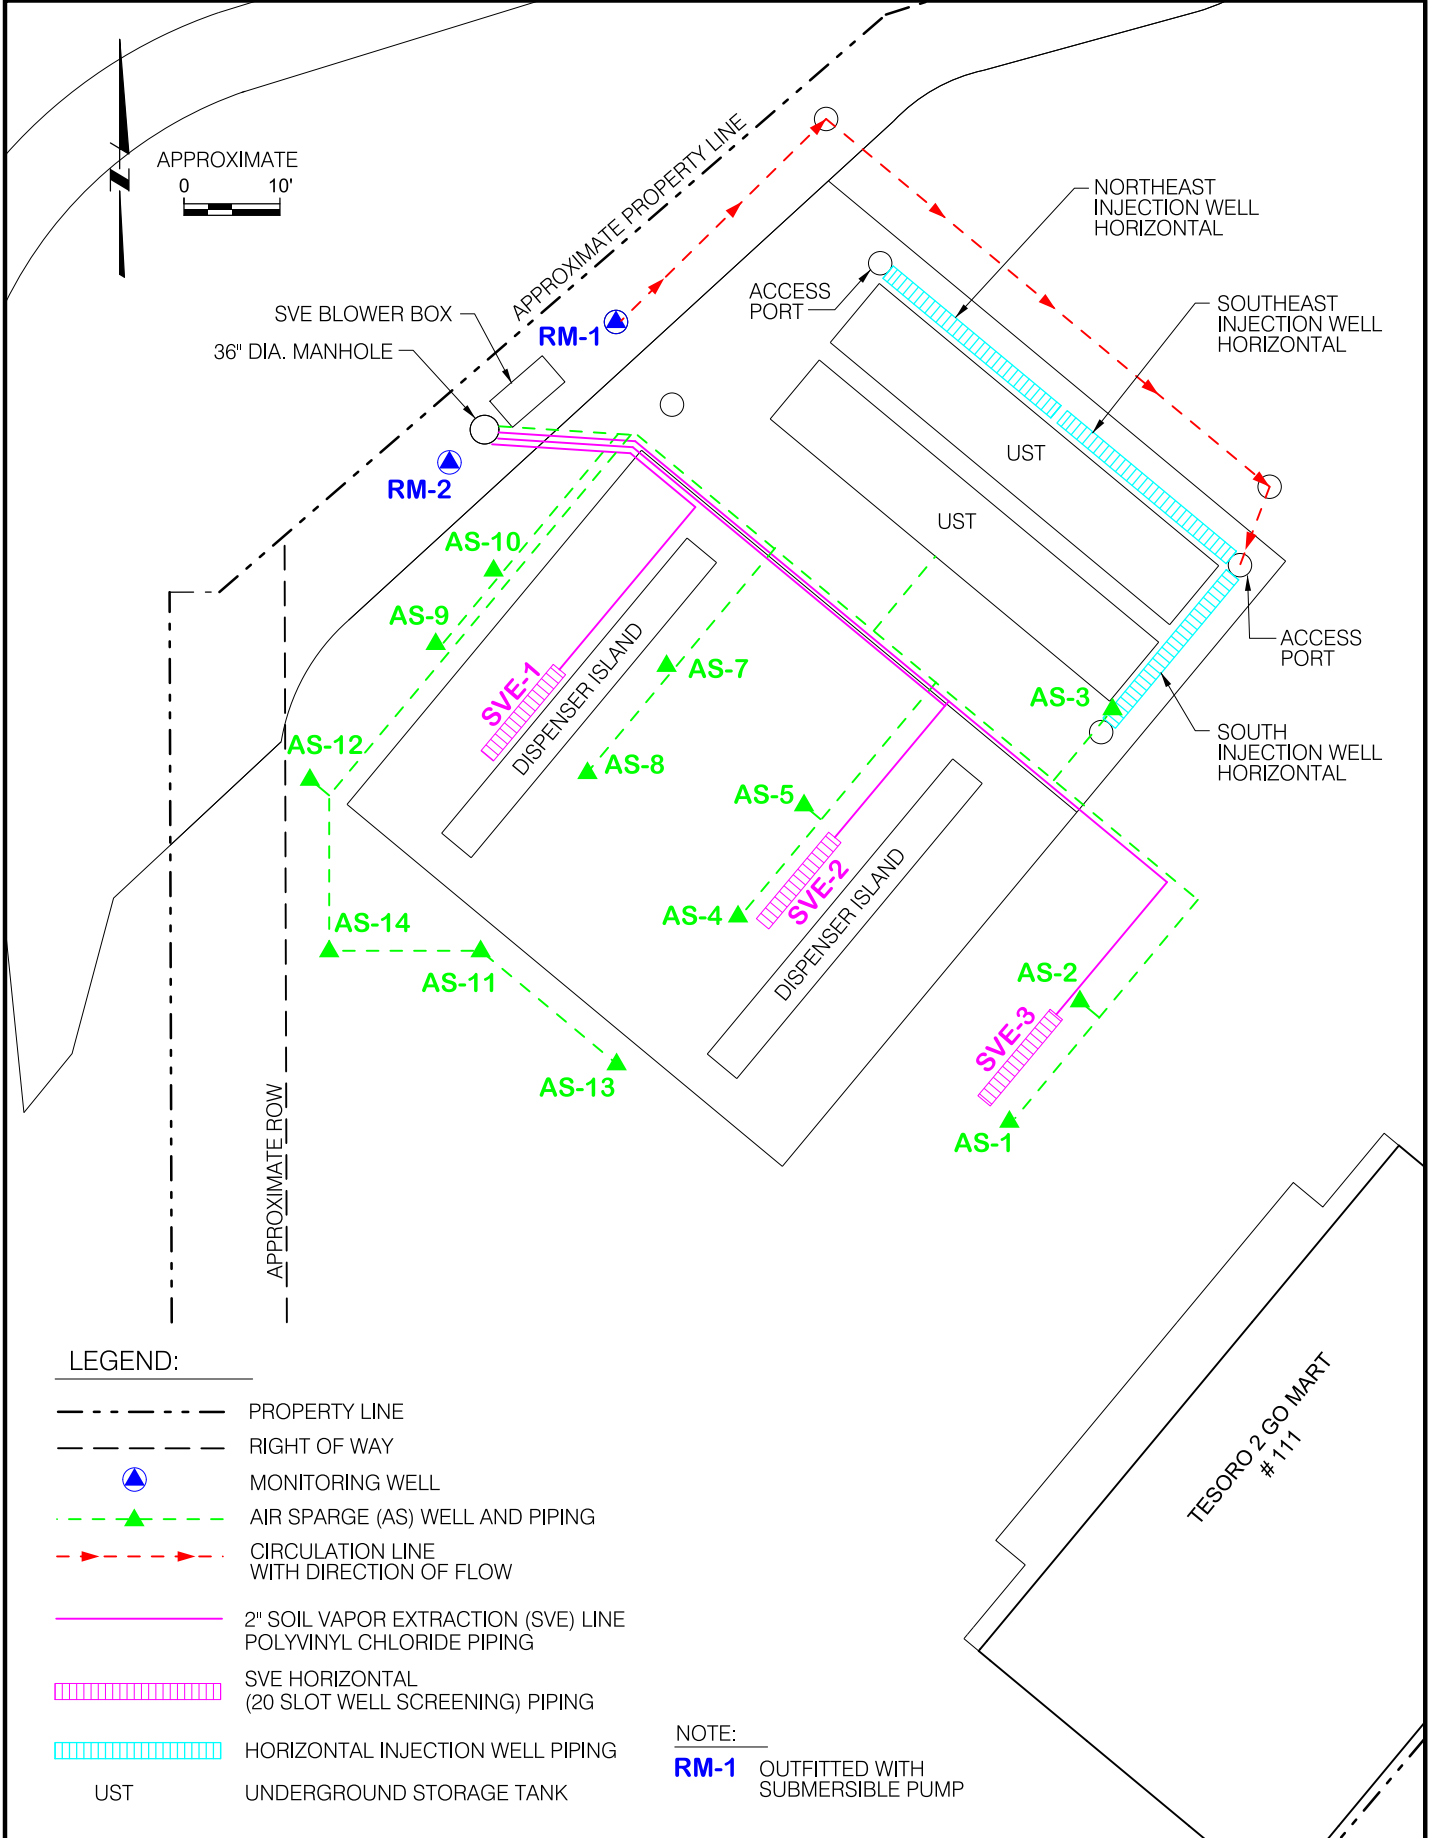 APPROXIMATE
0 10'
N
APPROXIMATE PROPERTY LINE
NORTHEAST
INJECTION WELL
HORIZONTAL
ACCESS
PORT
SOUTHEAST
INJECTION WELL
HORIZONTAL
SVE BLOWER BOX
36" DIA. MANHOLE
RM-1
RM-2
UST
UST
AS-10
AS-9
AS-7
AS-8
SVE-1
DISPENSER ISLAND
ACCESS
PORT
AS-3
SOUTH
INJECTION WELL
HORIZONTAL
AS-12
AS-5
AS-4
SVE-2
DISPENSER ISLAND
AS-14
AS-11
AS-13
AS-2
SVE-3
AS-1
APPROXIMATE ROW
TESORO 2 GO MART
# 111
LEGEND:
PROPERTY LINE
RIGHT OF WAY
MONITORING WELL
AIR SPARGE (AS) WELL AND PIPING
CIRCULATION LINE
WITH DIRECTION OF FLOW
2" SOIL VAPOR EXTRACTION (SVE) LINE
POLYVINYL CHLORIDE PIPING
SVE HORIZONTAL
(20 SLOT WELL SCREENING) PIPING
HORIZONTAL INJECTION WELL PIPING
UST UNDERGROUND STORAGE TANK
NOTE:
RM-1 OUTFITTED WITH
SUBMERSIBLE PUMP